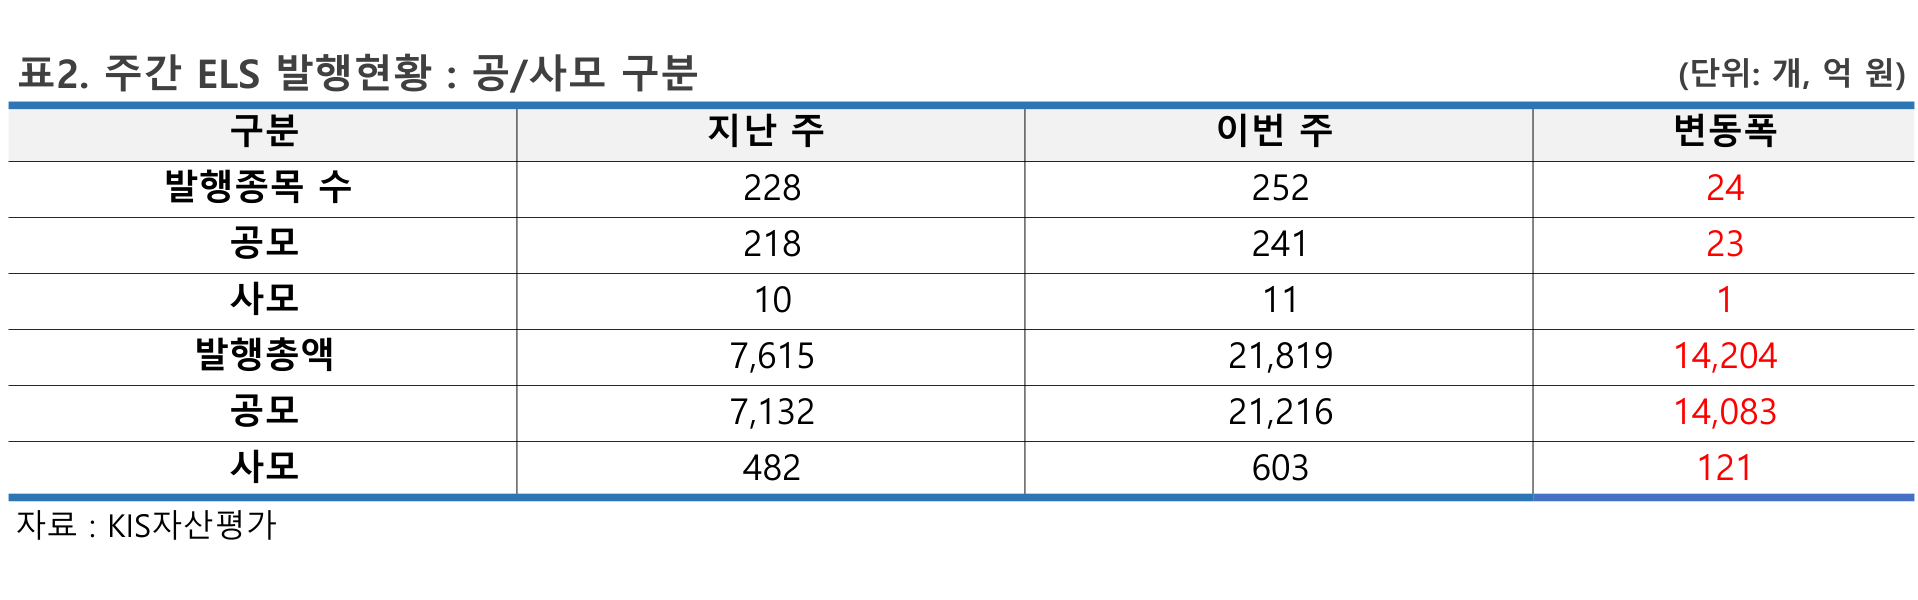 표2. 주간 ELS 발행현황 : 공/사모 구분 (단위: 개, 억 원)
구분 지난 주 이번 주 변동폭
발행종목 수 228 252 24
공모 218 241 23
사모 10 11 1
발행총액 7,615 21,819 14,204
공모 7,132 21,216 14,083
사모 482 603 121
자료 : KIS자산평가